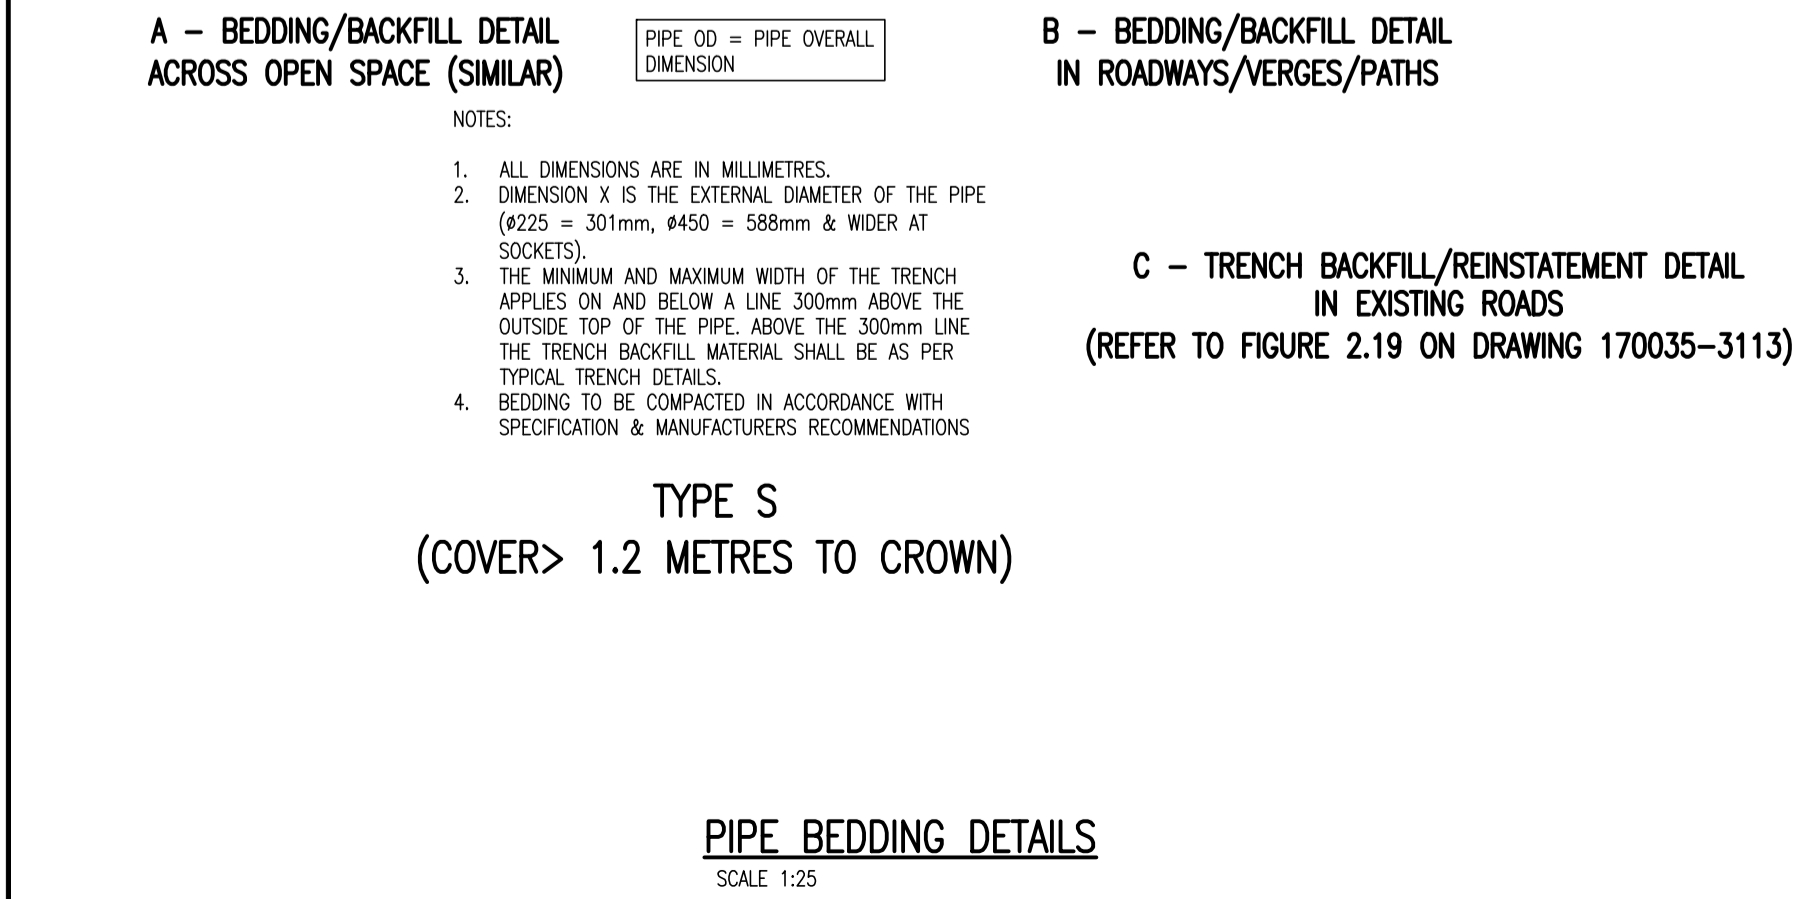 A – BEDDING/BACKFILL DETAIL
ACROSS OPEN SPACE (SIMILAR)
PIPE OD = PIPE OVERALL
DIMENSION
B – BEDDING/BACKFILL DETAIL
IN ROADWAYS/VERGES/PATHS
NOTES:
1. ALL DIMENSIONS ARE IN MILLIMETRES.
2. DIMENSION X IS THE EXTERNAL DIAMETER OF THE PIPE
(ø225 = 301mm, ø450 = 588mm & WIDER AT
SOCKETS).
3. THE MINIMUM AND MAXIMUM WIDTH OF THE TRENCH
APPLIES ON AND BELOW A LINE 300mm ABOVE THE
OUTSIDE TOP OF THE PIPE. ABOVE THE 300mm LINE
THE TRENCH BACKFILL MATERIAL SHALL BE AS PER
TYPICAL TRENCH DETAILS.
4. BEDDING TO BE COMPACTED IN ACCORDANCE WITH
SPECIFICATION & MANUFACTURERS RECOMMENDATIONS
C – TRENCH BACKFILL/REINSTATEMENT DETAIL
IN EXISTING ROADS
(REFER TO FIGURE 2.19 ON DRAWING 170035–3113)
TYPE S
(COVER> 1.2 METRES TO CROWN)
PIPE BEDDING DETAILS
SCALE 1:25